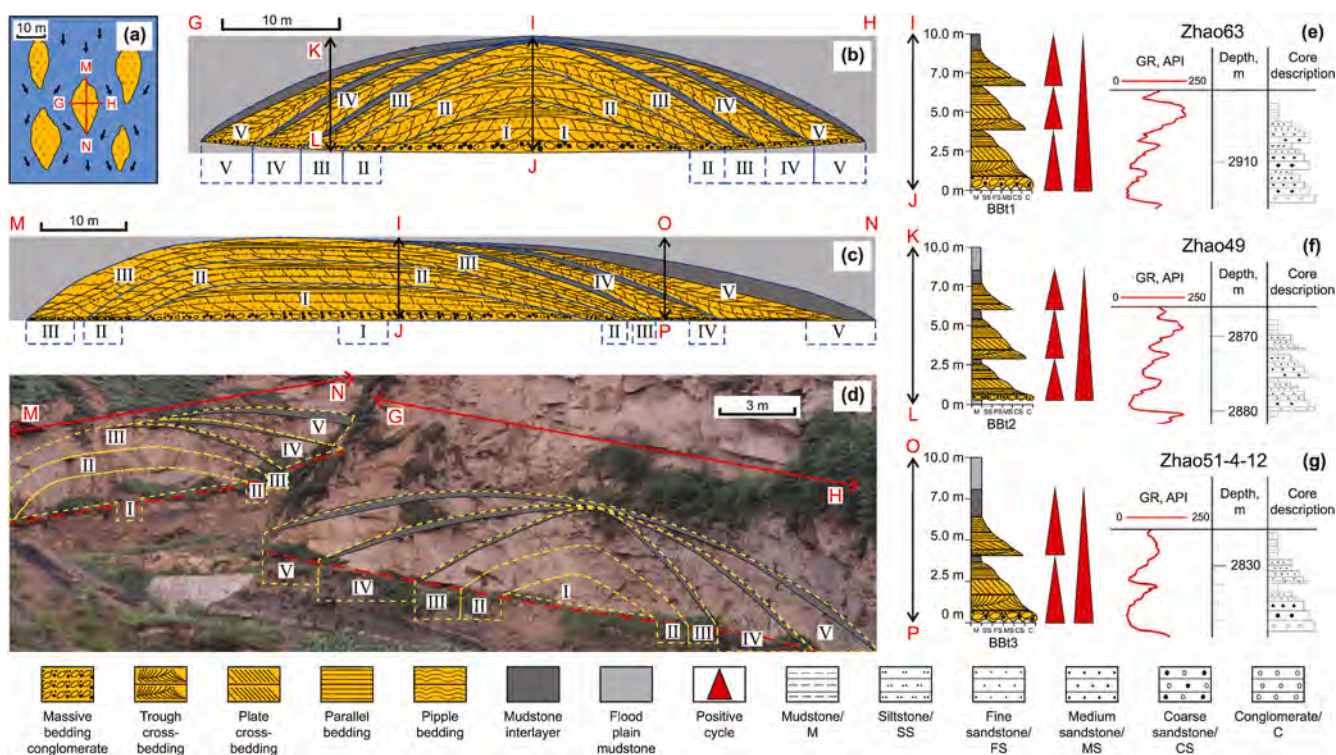 10 m
(a)
M
G
H
N
G
10 m
I
H
K
(b)
IV
III
II
III
IV
II
V
L
I
I
V
V
IV
III
II
J
II
III
IV
V
M
10 m
I
O
N
(c)
III
II
I
II
III
IV
V
III
II
I
J
II
III
P
IV
V
(d)
M
N
G
H
3 m
III
V
II
IV
III
II
I
V
IV
III
II
I
II
III
IV
V
I
J
10.0 m
7.0 m
5.0 m
2.5 m
0 m
M SS FS MS CS C
BBt1
Zhao63
(e)
GR, API
0
250
Depth,
m
Core
description
2910
K
L
10.0 m
7.0 m
5.0 m
2.5 m
0 m
M SS FS MS CS C
BBt2
Zhao49
(f)
GR, API
0
250
Depth,
m
Core
description
2870
2880
O
P
10.0 m
7.0 m
5.0 m
2.5 m
0 m
M SS FS MS CS C
BBt3
Zhao51-4-12
(g)
GR, API
0
250
Depth,
m
Core
description
2830
Massive
bedding
conglomerate
Trough
cross-
bedding
Plate
cross-
bedding
Parallel
bedding
Pipple
bedding
Mudstone
interlayer
Flood
plain
mudstone
Positive
cycle
Mudstone/
M
Siltstone/
SS
Fine
sandstone/
FS
Medium
sandstone/
MS
Coarse
sandstone/
CS
Conglomerate/
C